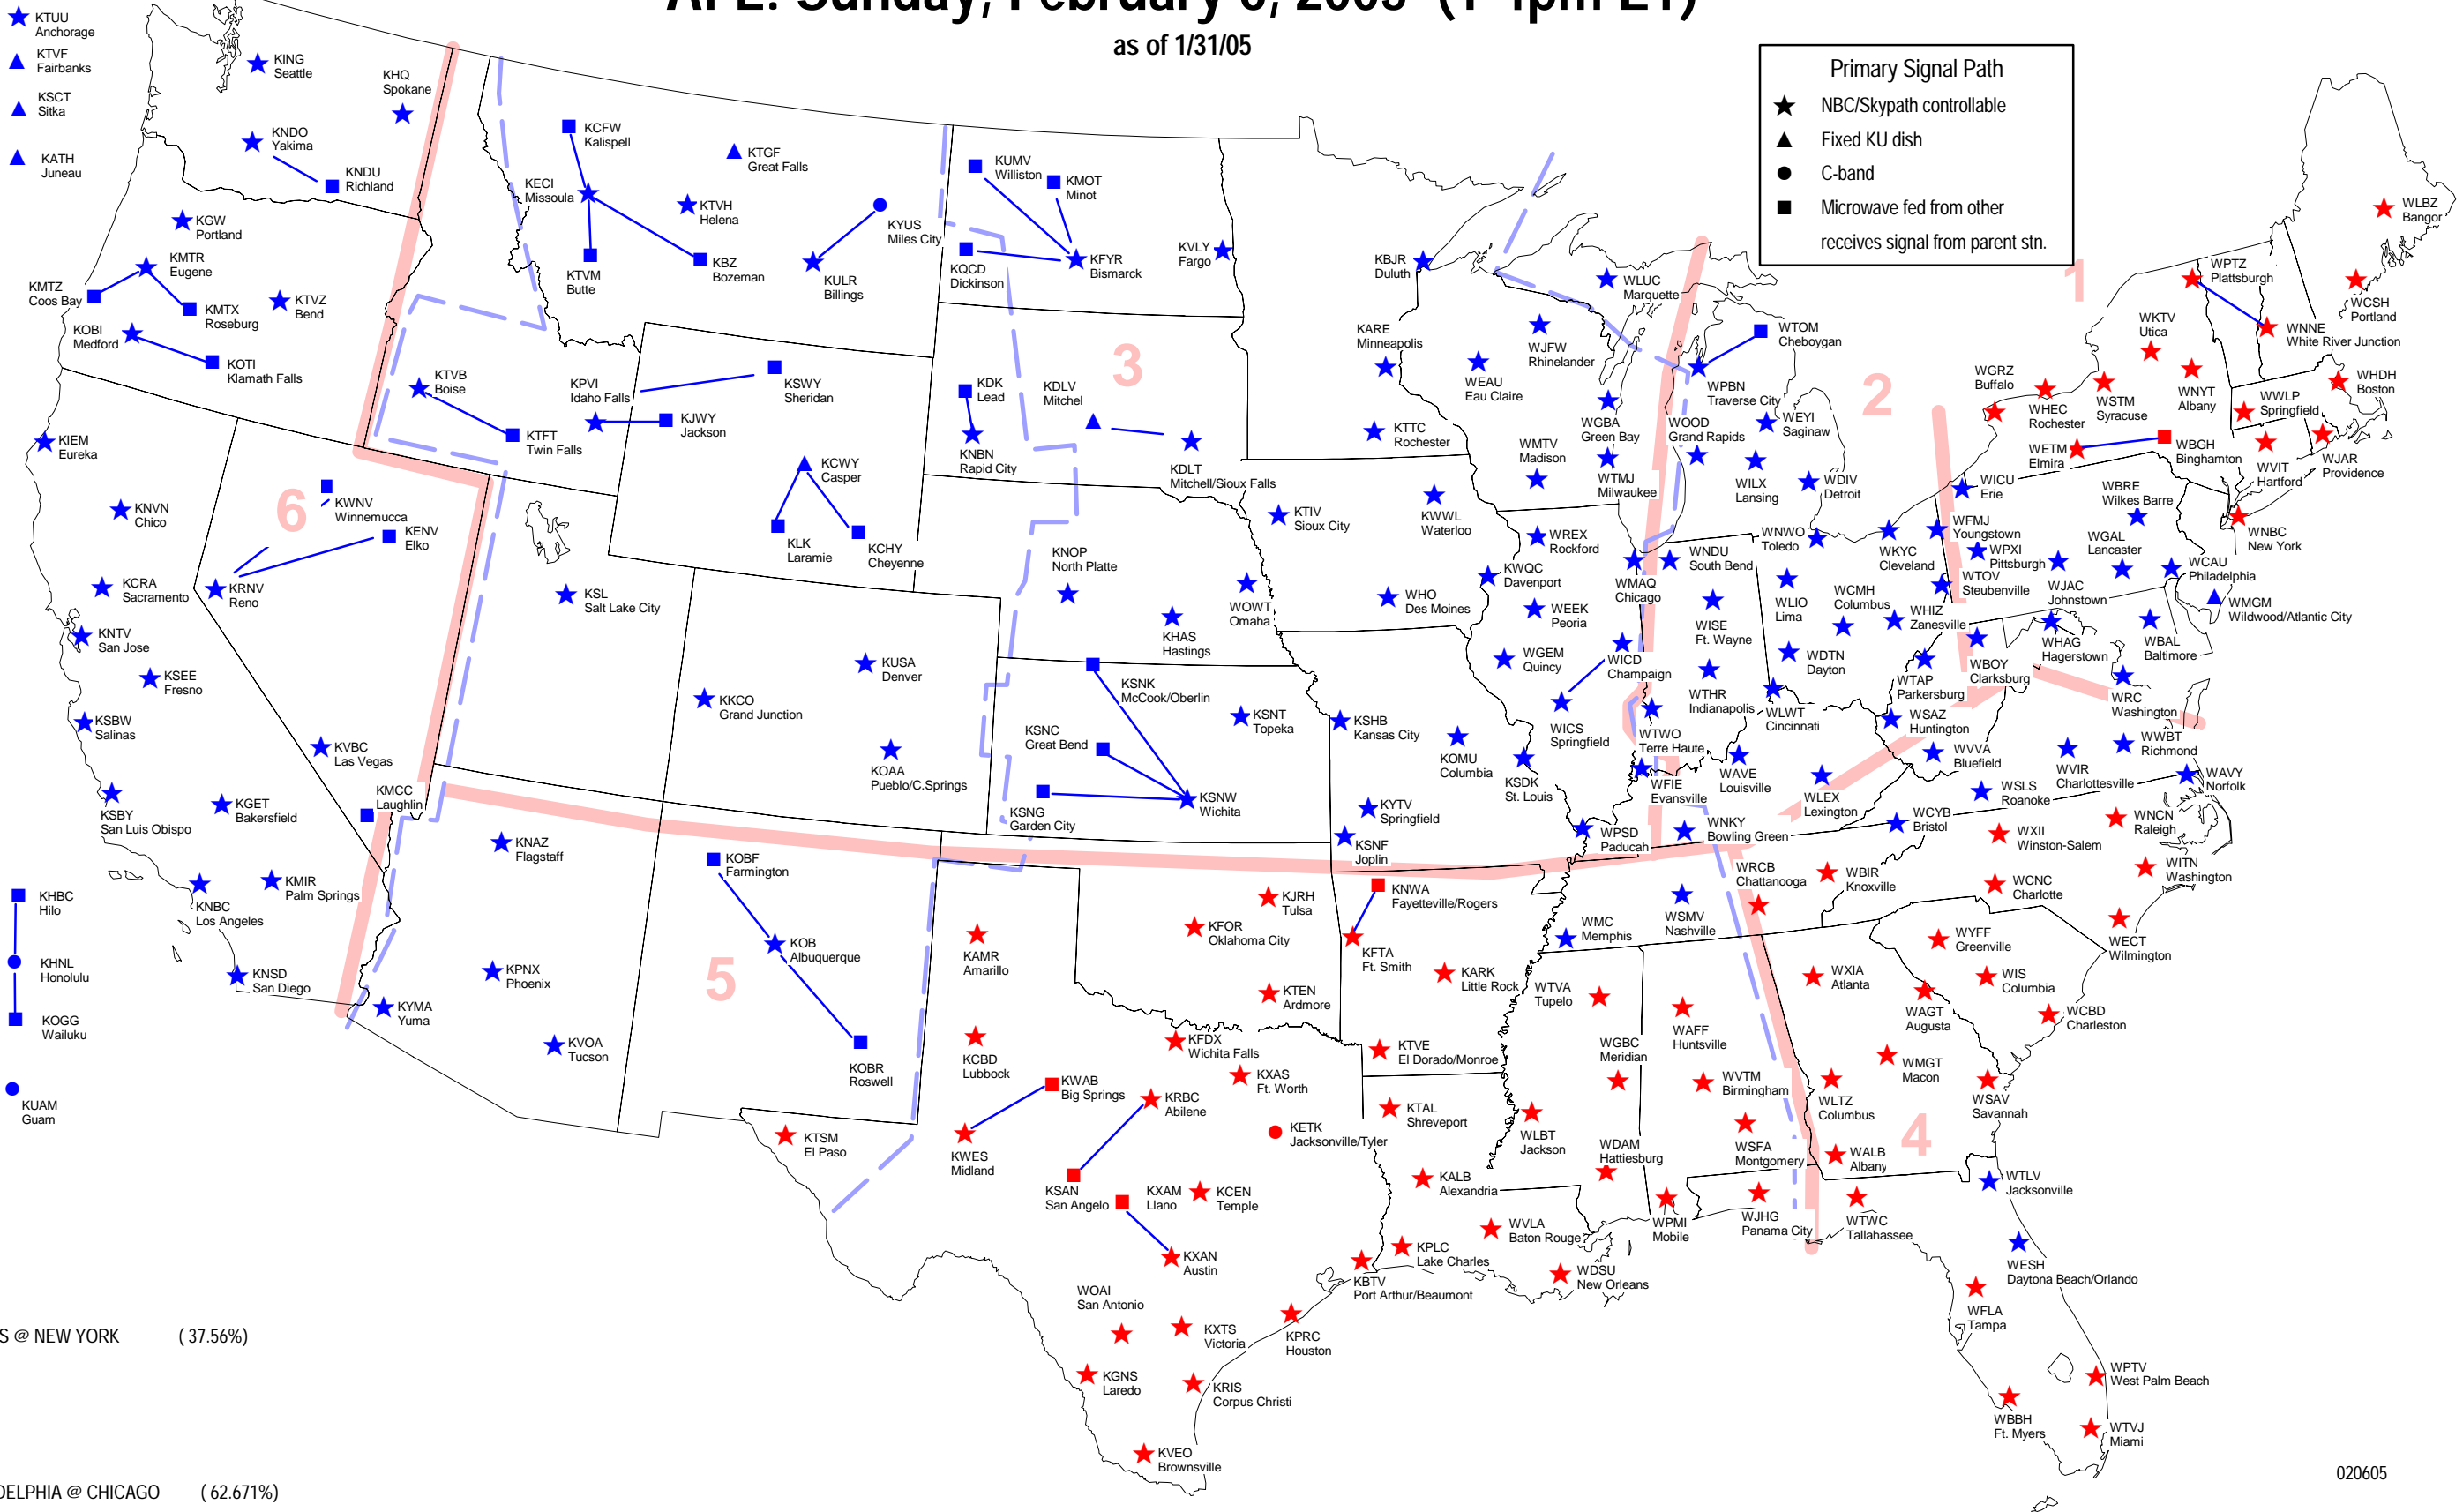 AFL: Sunday, February 6, 2005 (1-4pm ET)
as of 1/31/05
Primary Signal Path
NBC/Skypath controllable
Fixed KU dish
C-band
Microwave fed from other
receives signal from parent stn.
KTUU
Anchorage
KTVF
Fairbanks
KSCT
Sitka
KATH
Juneau
KING
Seattle
KHQ
Spokane
KNDO
Yakima
KNDU
Richland
KGW
Portland
KMTR
Eugene
KMTZ
Coos Bay
KMTX
Roseburg
KTVZ
Bend
KOBI
Medford
KOTI
Klamath Falls
KIEM
Eureka
KNVN
Chico
KCRA
Sacramento
KNTV
San Jose
KSEE
Fresno
KSBW
Salinas
KSBY
San Luis Obispo
KGET
Bakersfield
KNBC
Los Angeles
KMIR
Palm Springs
KNSD
San Diego
6
KWNV
Winnemucca
KENV
Elko
KRNV
Reno
KVBC
Las Vegas
KMCC
Laughlin
KHBC
Hilo
KHNL
Honolulu
KOGG
Wailuku
KUAM
Guam
KCFW
Kalispell
KTGF
Great Falls
KECI
Missoula
KTVH
Helena
KYUS
Miles City
KTVM
Butte
KBZ
Bozeman
KULR
Billings
KTVB
Boise
KPVI
Idaho Falls
KSWY
Sheridan
KJWY
Jackson
KTFT
Twin Falls
KCWY
Casper
KLK
Laramie
KCHY
Cheyenne
KSL
Salt Lake City
KUSA
Denver
KKCO
Grand Junction
KOAA
Pueblo/C.Springs
KUMV
Williston
KMOT
Minot
KQCD
Dickinson
KFYR
Bismarck
KVLY
Fargo
3
KDK
Lead
KDLV
Mitchel
KNBN
Rapid City
KDLT
Mitchell/Sioux Falls
KNOP
North Platte
WOWT
Omaha
KHAS
Hastings
KSNK
McCook/Oberlin
KSNC
Great Bend
KSNT
Topeka
KSNG
Garden City
KSNW
Wichita
KBJR
Duluth
KARE
Minneapolis
KTTC
Rochester
KTIV
Sioux City
KWWL
Waterloo
WHO
Des Moines
KWQC
Davenport
KSHB
Kansas City
KOMU
Columbia
KSDK
St. Louis
KYTV
Springfield
KSNF
Joplin
WLUC
Marquette
WJFW
Rhinelander
WEAU
Eau Claire
WGBA
Green Bay
WMTV
Madison
WTMJ
Milwaukee
WREX
Rockford
WMAQ
Chicago
WEEK
Peoria
WGEM
Quincy
WICD
Champaign
WICS
Springfield
WPSD
Paducah
WTOM
Cheboygan
WPBN
Traverse City
WOOD
Grand Rapids
WEYI
Saginaw
WILX
Lansing
WDIV
Detroit
2
WNDU
South Bend
WISE
Ft. Wayne
WTHR
Indianapolis
WTWO
Terre Haute
WFIE
Evansville
WNWO
Toledo
WLIO
Lima
WDTN
Dayton
WLWT
Cincinnati
WCMH
Columbus
WKYC
Cleveland
WHIZ
Zanesville
WFMJ
Youngstown
WTOV
Steubenville
WAVE
Louisville
WLEX
Lexington
WNKY
Bowling Green
WTAP
Parkersburg
WBOY
Clarksburg
WSAZ
Huntington
WVVA
Bluefield
WICU
Erie
WPXI
Pittsburgh
WJAC
Johnstown
WGAL
Lancaster
WBRE
Wilkes Barre
WCAU
Philadelphia
WMGM
Wildwood/Atlantic City
WHAG
Hagerstown
WBAL
Baltimore
WRC
Washington
1
WLBZ
Bangor
WCSH
Portland
WPTZ
Plattsburgh
WNNE
White River Junction
WKTV
Utica
WGRZ
Buffalo
WHEC
Rochester
WSTM
Syracuse
WNYT
Albany
WHDH
Boston
WWLP
Springfield
WETM
Elmira
WBGH
Binghamton
WVIT
Hartford
WJAR
Providence
WNBC
New York
WWBT
Richmond
WVIR
Charlottesville
WAVY
Norfolk
WSLS
Roanoke
WCYB
Bristol
WXII
Winston-Salem
WNCN
Raleigh
WITN
Washington
WCNC
Charlotte
WECT
Wilmington
WBIR
Knoxville
WRCB
Chattanooga
WSMV
Nashville
WMC
Memphis
WYFF
Greenville
WIS
Columbia
WCBD
Charleston
WXIA
Atlanta
WAGT
Augusta
WMGT
Macon
WLTZ
Columbus
WSAV
Savannah
WALB
Albany
4
WTLV
Jacksonville
WTWC
Tallahassee
WESH
Daytona Beach/Orlando
WFLA
Tampa
WPTV
West Palm Beach
WBBH
Ft. Myers
WTVJ
Miami
WAFF
Huntsville
WVTM
Birmingham
WSFA
Montgomery
WPMI
Mobile
WJHG
Panama City
WTVA
Tupelo
WGBC
Meridian
WLBT
Jackson
WDAM
Hattiesburg
KNWA
Fayetteville/Rogers
KFTA
Ft. Smith
KARK
Little Rock
KTVE
El Dorado/Monroe
KTAL
Shreveport
KALB
Alexandria
WVLA
Baton Rouge
KPLC
Lake Charles
WDSU
New Orleans
KJRH
Tulsa
KFOR
Oklahoma City
KTEN
Ardmore
KAMR
Amarillo
KCBD
Lubbock
KFDX
Wichita Falls
KXAS
Ft. Worth
KWAB
Big Springs
KRBC
Abilene
KETK
Jacksonville/Tyler
KWES
Midland
KSAN
San Angelo
KXAM
Llano
KCEN
Temple
KXAN
Austin
KBTV
Port Arthur/Beaumont
WOAI
San Antonio
KXTS
Victoria
KPRC
Houston
KGNS
Laredo
KRIS
Corpus Christi
KVEO
Brownsville
KTSM
El Paso
5
KNAZ
Flagstaff
KPNX
Phoenix
KYMA
Yuma
KVOA
Tucson
KOBF
Farmington
KOB
Albuquerque
KOBR
Roswell
S @ NEW YORK (37.56%)
DELPHIA @ CHICAGO (62.671%)
020605